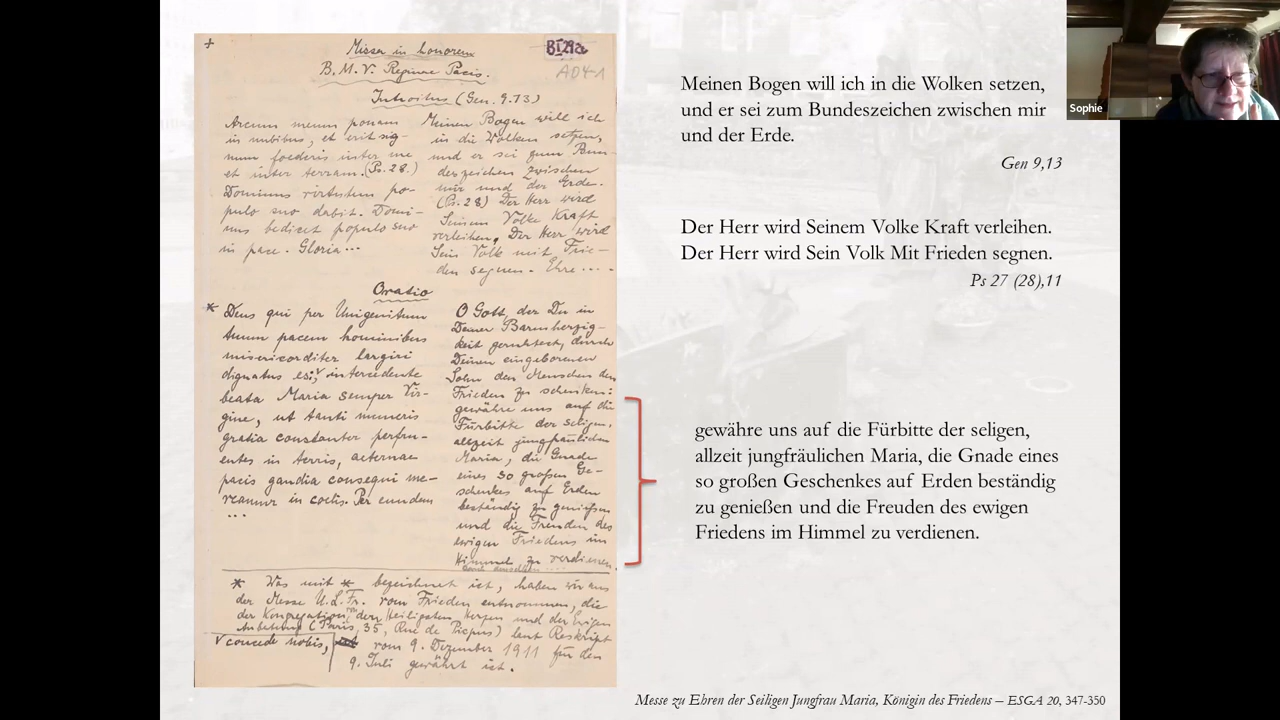 +
Missa in honorem
B.M.V. Reginae Pacis.
BI29a
A04-1
Introitus (Gen. 9.13)
Arcum meum ponam
in nubibus, et erit sig-
num foederis inter me
et inter terram. (Ps. 28.)
Dominus virtutem po-
pulo suo dabit. Domi-
nus bedicet populo suo
in pace. Gloria...
Meinen Bogen will ich
in die Wolken setzen,
und er sei zum Bun-
deszeichen zwischen
mir und der Erde.
(Ps. 28) Der Herr wird
Seinem Volke Kraft
verleihen, Der Herr wird
Sein Volk mit Frie-
den segnen. Ehre....
Oratio
* Deus qui per Unigenitum
tuum pacem hominibus
misericorditer largiri
dignatus es:, v intercedente
beata Maria semper Vir-
gine, ut tanti muneris
gratia constanter perfru-
entes in terris, aeternae
pacis gaudia consequi me-
reamur in coelis. Per eundem
...
O Gott, der Du in
Deiner Barmherzig-
keit geruhtest, durch
Deinen eingeborenen
Sohn den Menschen den
Frieden zu schenken:
gewähre uns auf die
Fürbitte der seligen,
allzeit jungfräulichen
Maria, die Gnade
eines so großen Ge-
schenkes auf Erden
beständig zu genießen
und die Freuden des
ewigen Friedens im
Himmel zu verdienen.
* Was mit * bezeichnet ist, haben wir aus
der Messe U.L.Fr. vom Frieden entnommen, die
der Kongregation von den Heiligsten Herzen und der Ewigen
Anbetung (Paris, 35, Rue de Picpus) laut Reskript
v concede nobis, vom 9. Dezember 1911 für den
9. Juli gewährt ist.
Meinen Bogen will ich in die Wolken setzen,
und er sei zum Bundeszeichen zwischen mir
und der Erde.
Gen 9,13
Der Herr wird Seinem Volke Kraft verleihen.
Der Herr wird Sein Volk Mit Frieden segnen.
Ps 27 (28),11
gewähre uns auf die Fürbitte der seligen,
allzeit jungfräulichen Maria, die Gnade eines
so großen Geschenkes auf Erden beständig
zu genießen und die Freuden des ewigen
Friedens im Himmel zu verdienen.
Messe zu Ehren der Seiligen Jungfrau Maria, Königin des Friedens – ESGA 20, 347-350
Sophie